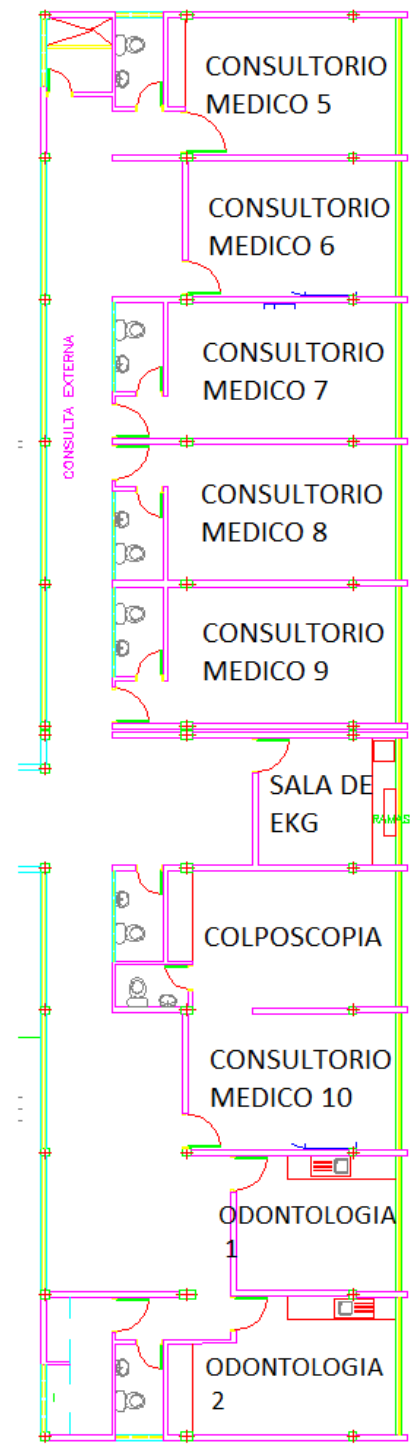 CONSULTORIO
MEDICO 5
CONSULTORIO
MEDICO 6
CONSULTA EXTERNA
CONSULTORIO
MEDICO 7
CONSULTORIO
MEDICO 8
CONSULTORIO
MEDICO 9
SALA DE
EKG
RAMAS
COLPOSCOPIA
CONSULTORIO
MEDICO 10
ODONTOLOGIA
1
ODONTOLOGIA
2